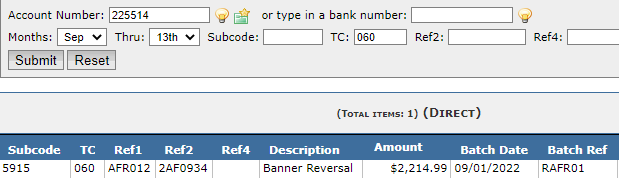 Account Number: 225514 or type in a bank number:
Months: Sep Thru: 13th Subcode: TC: 060 Ref2: Ref4:
Submit Reset
(Total items: 1) (Direct)
Subcode TC Ref1 Ref2 Ref4 Description Amount Batch Date Batch Ref
5915 060 AFR012 2AF0934 Banner Reversal $2,214.99 09/01/2022 RAFR01